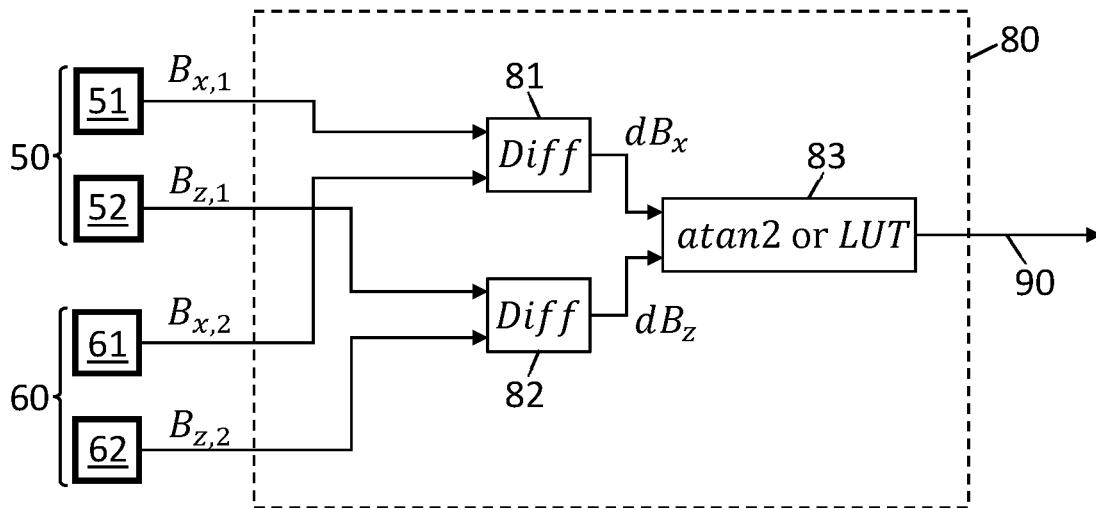 80
51
B_{x,1}
81
50
Diff
dB_x
83
52
B_{z,1}
atan2 or LUT
90
61
B_{x,2}
Diff
dB_z
60
82
62
B_{z,2}